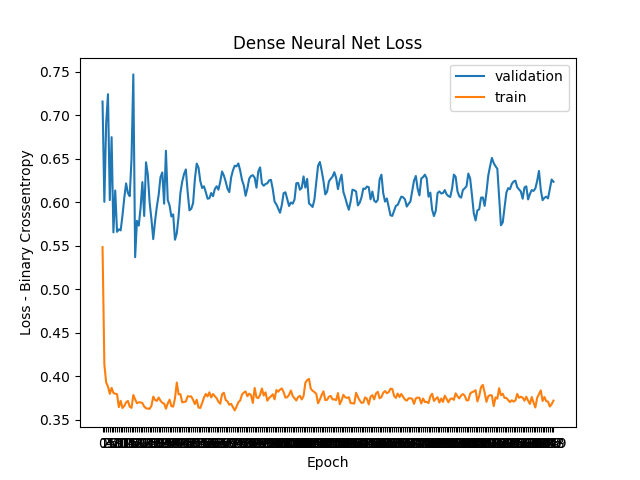 Dense Neural Net Loss
validation
train
0.75
0.70
0.65
0.60
0.55
0.50
0.45
0.40
0.35
Loss - Binary Crossentropy
Epoch